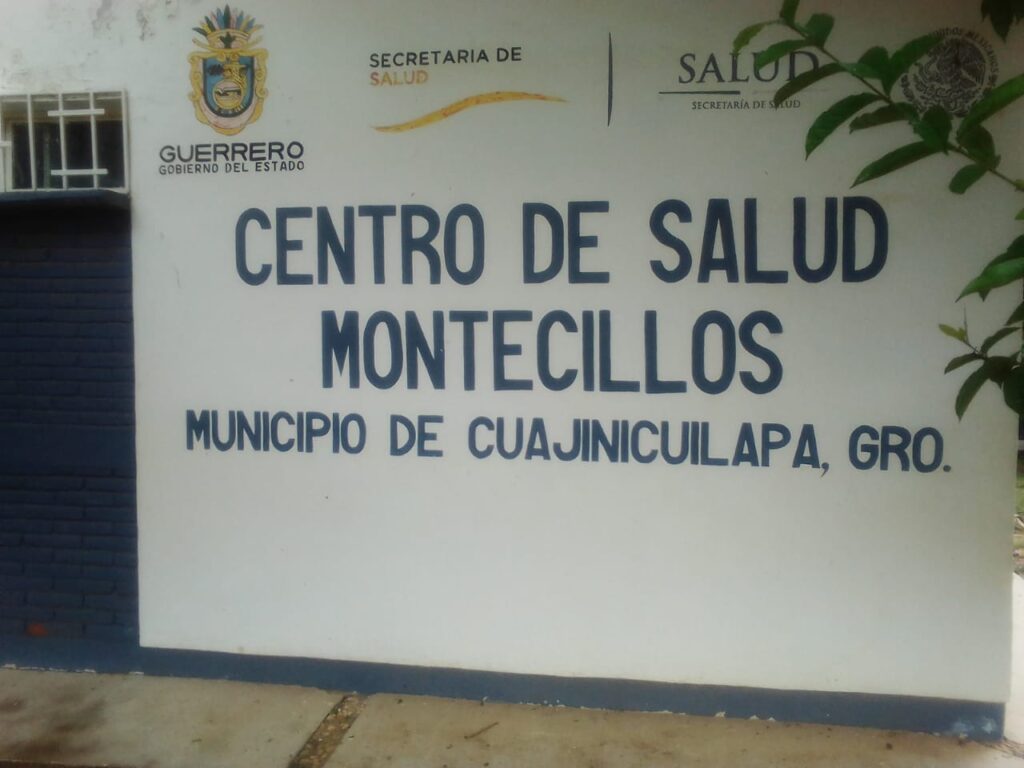 GUERRERO
GOBIERNO DEL ESTADO
SECRETARIA DE
SALUD
SALUD
SECRETARÍA DE SALUD
CENTRO DE SALUD
MONTECILLOS
MUNICIPIO DE CUAJINICUILAPA, GRO.